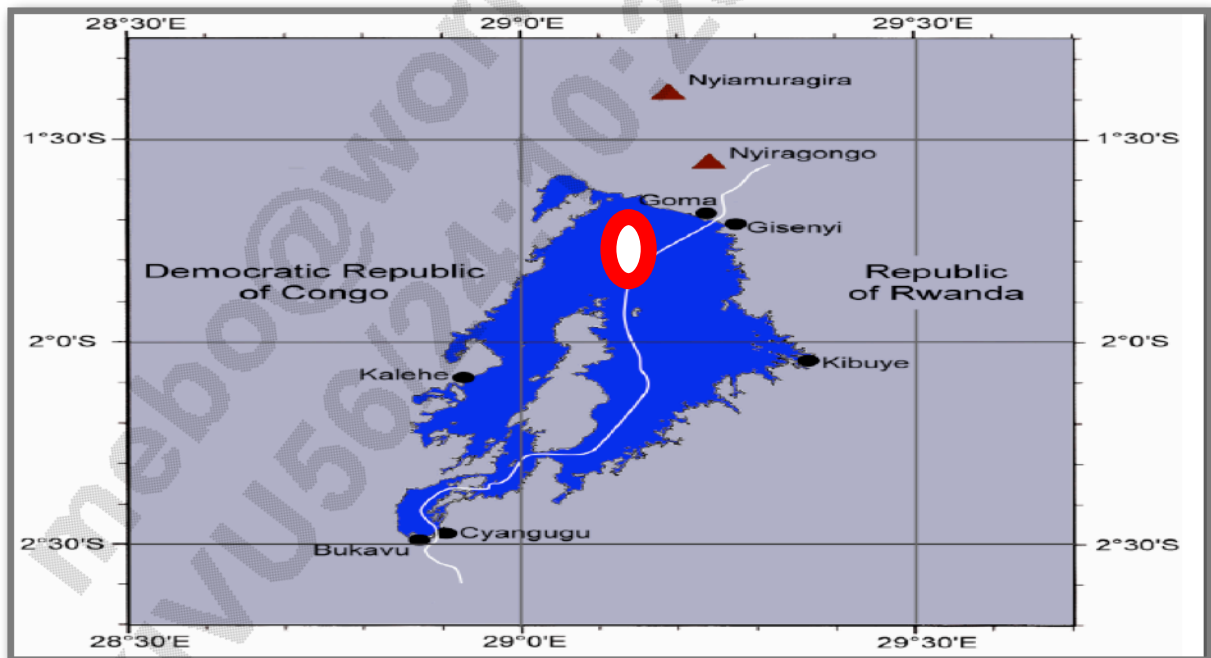 28°30'E 29°0'E 29°30'E
Nyiamuragira
1°30'S 1°30'S
Nyiragongo
Goma
Gisenyi
Democratic Republic
of Congo
Republic
of Rwanda
2°0'S 2°0'S
Kibuye
Kalehe
Cyangugu
Bukavu
2°30'S 2°30'S
28°30'E 29°0'E 29°30'E